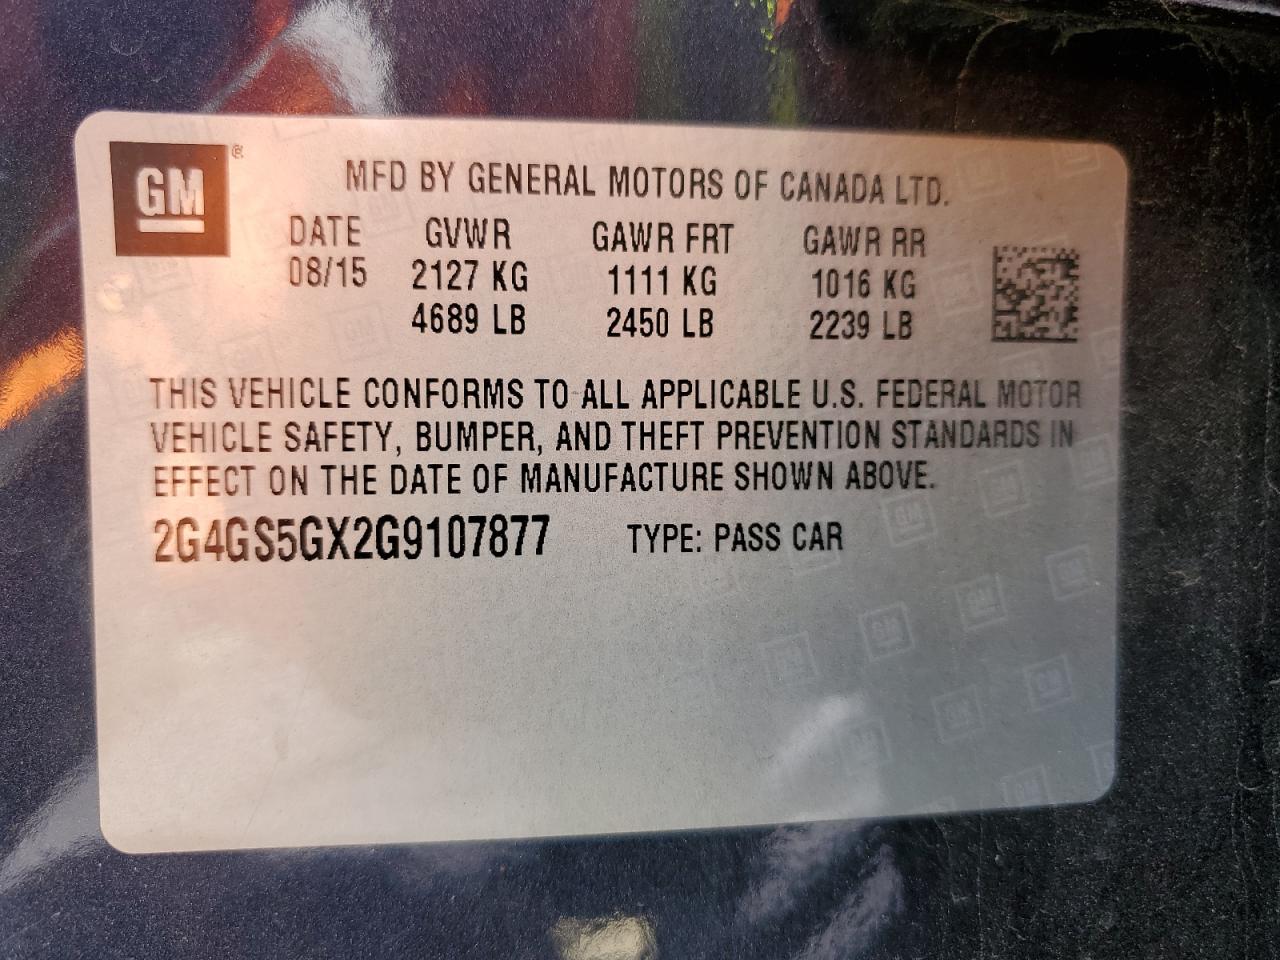 GM®
MFD BY GENERAL MOTORS OF CANADA LTD.
DATE GVWR GAWR FRT GAWR RR
08/15 2127 KG 1111 KG 1016 KG
4689 LB 2450 LB 2239 LB
THIS VEHICLE CONFORMS TO ALL APPLICABLE U.S. FEDERAL MOTOR
VEHICLE SAFETY, BUMPER, AND THEFT PREVENTION STANDARDS IN
EFFECT ON THE DATE OF MANUFACTURE SHOWN ABOVE.
2G4GS5GX2G9107877 TYPE: PASS CAR